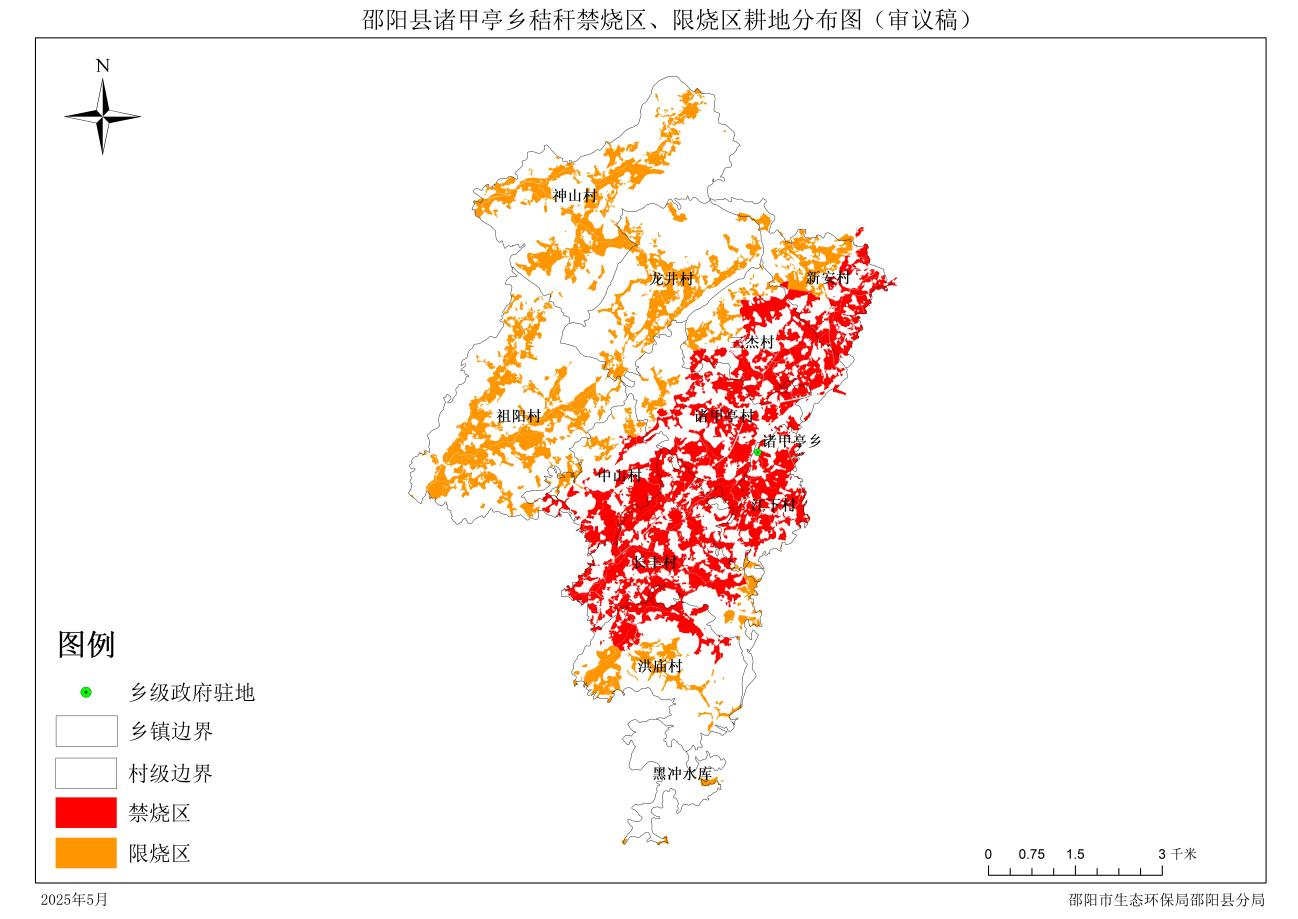 邵阳县诸甲亭乡秸秆禁烧区、限烧区耕地分布图（审议稿）
N
神山村
龙井村
新安村
三杰村
祖阳村
诸甲亭村
诸甲亭乡
中山村
长丰村
洪庙村
黑冲水库
图例
乡级政府驻地
乡镇边界
村级边界
禁烧区
限烧区
0 0.75 1.5 3 千米
2025年5月
邵阳市生态环保局邵阳县分局